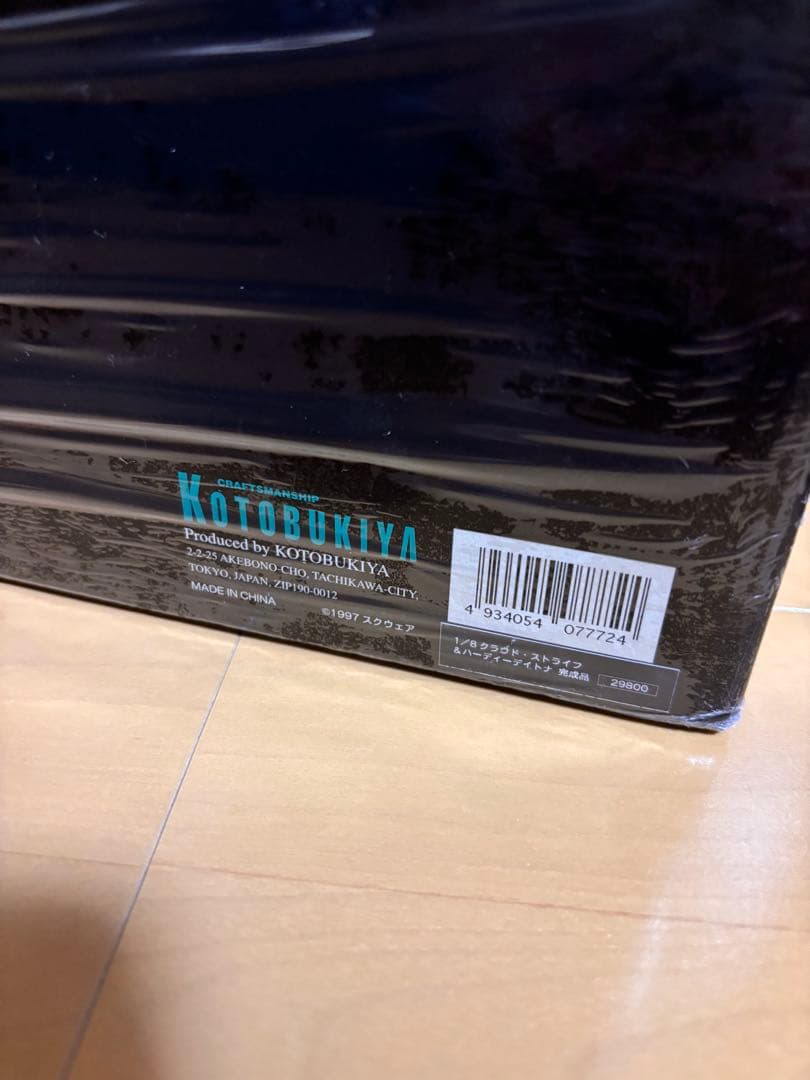 CRAFTSMANSHIP
KOTOBUKIYA
Produced by KOTOBUKIYA
2-2-25 AKEBONO-CHO, TACHIKAWA-CITY,
TOKYO, JAPAN, ZIP190-0012
MADE IN CHINA
©1997 スクウェア
4 934054 077724
1/8 クラウド・ストライフ
&ハーディーデイトナ 完成品 29800